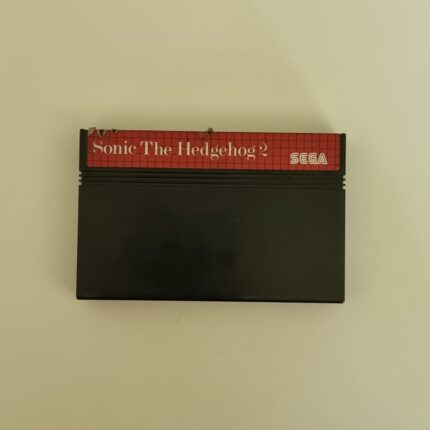 Sonic The Hedgehog 2
SEGA